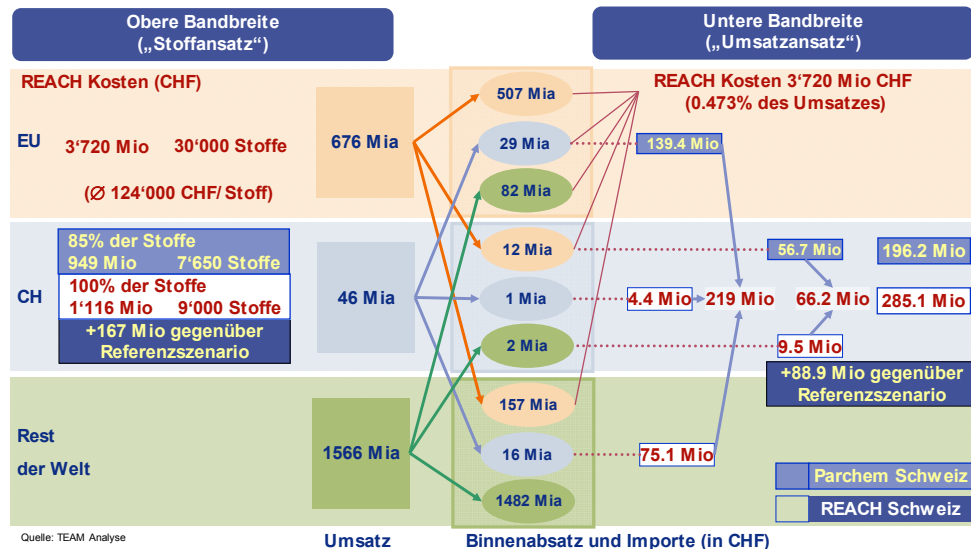 Obere Bandbreite
(„Stoffansatz“)
Untere Bandbreite
(„Umsatzansatz“)
REACH Kosten (CHF)
EU
3‘720 Mio 30‘000 Stoffe
(Ø 124‘000 CHF/ Stoff)
676 Mia
507 Mia
29 Mia
82 Mia
REACH Kosten 3‘720 Mio CHF
(0.473% des Umsatzes)
139.4 Mio
CH
85% der Stoffe
949 Mio 7‘650 Stoffe
100% der Stoffe
1‘116 Mio 9‘000 Stoffe
+167 Mio gegenüber
Referenzszenario
46 Mia
12 Mia
1 Mia
2 Mia
56.7 Mio
196.2 Mio
4.4 Mio
219 Mio
66.2 Mio
285.1 Mio
9.5 Mio
+88.9 Mio gegenüber
Referenzszenario
Rest
der Welt
1566 Mia
157 Mia
16 Mia
1482 Mia
75.1 Mio
Parchem Schweiz
REACH Schweiz
Quelle: TEAM Analyse
Umsatz
Binnenabsatz und Importe (in CHF)